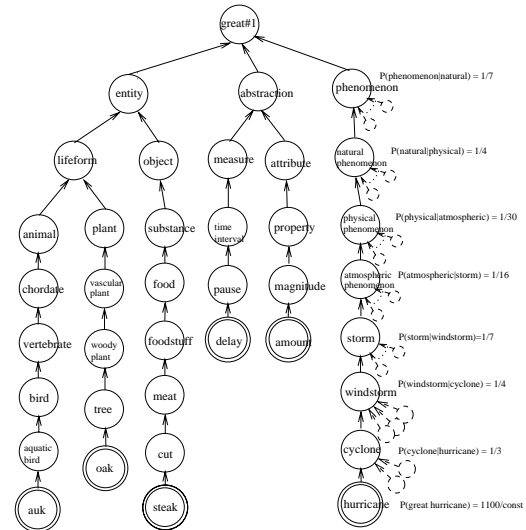 great#1
entity
abstraction
phenomenon
P(phenomenon|natural) = 1/7
lifeform
object
measure
attribute
natural
phenomenon
P(natural|physical) = 1/4
animal
plant
substance
time
interval
property
physical
phenomenon
P(physical|atmospheric) = 1/30
chordate
vascular
plant
food
pause
magnitude
atmospheric
phenomenon
P(atmospheric|storm) = 1/16
vertebrate
woody
plant
foodstuff
delay
amount
storm
P(storm|windstorm)=1/7
bird
tree
meat
windstorm
P(windstorm|cyclone) = 1/4
aquatic
bird
oak
cut
cyclone
P(cyclone|hurricane) = 1/3
auk
steak
hurricane
P(great hurricane) = 1100/const